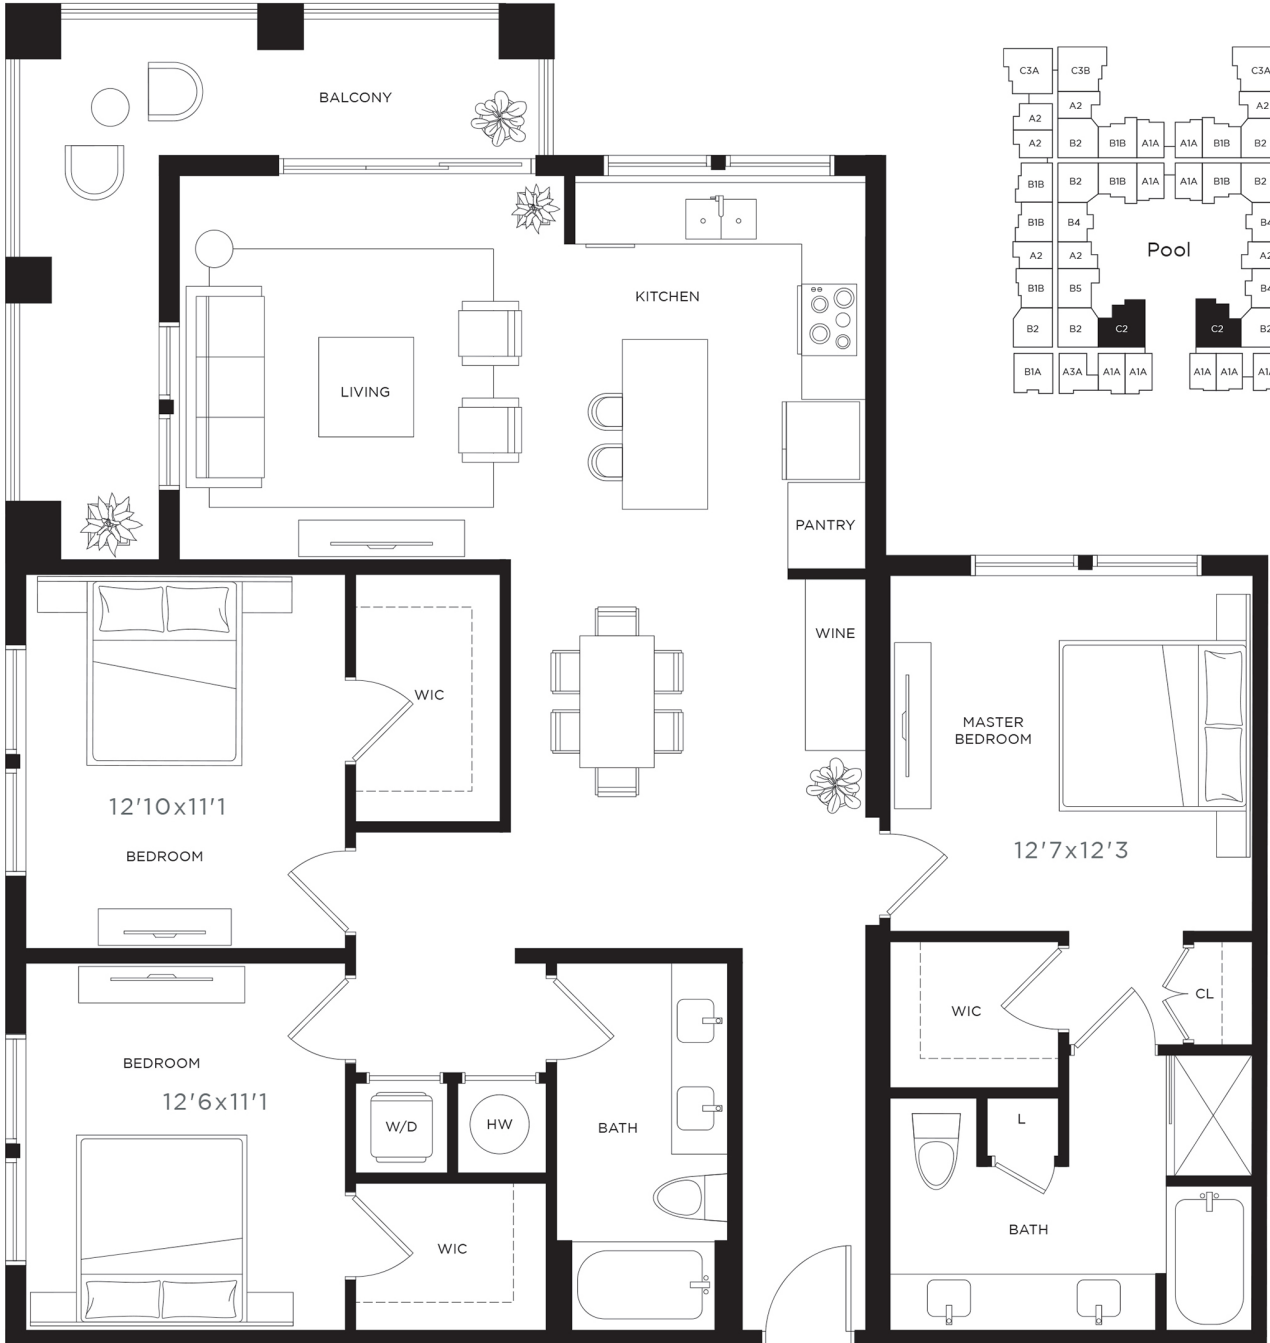 BALCONY
KITCHEN
LIVING
PANTRY
WINE
WIC
12'10x11'1
BEDROOM
MASTER
BEDROOM
12'7x12'3
BEDROOM
12'6x11'1
W/D
HW
BATH
WIC
WIC
CL
L
BATH
C3A C3B C3A
A2 A2
A2
A2 B2 B1B A1A A1A B1B B2
B1B B2 B1B A1A A1A B1B B2
B1B B4 B4
Pool
A2 A2 A2
B1B B5 B4
B2 B2 C2 C2 B2
B1A A3A A1A A1A A1A A1A